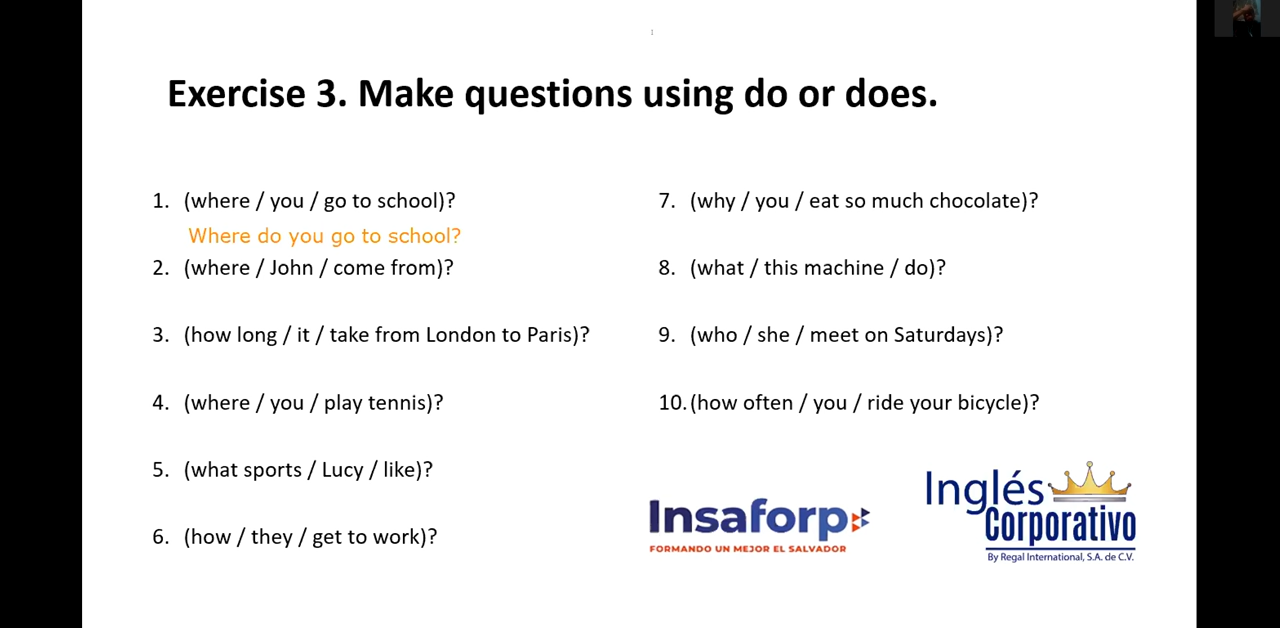 Exercise 3. Make questions using do or does.
1. (where / you / go to school)?
Where do you go to school?
2. (where / John / come from)?
3. (how long / it / take from London to Paris)?
4. (where / you / play tennis)?
5. (what sports / Lucy / like)?
6. (how / they / get to work)?
7. (why / you / eat so much chocolate)?
8. (what / this machine / do)?
9. (who / she / meet on Saturdays)?
10. (how often / you / ride your bicycle)?
Insaforp
FORMANDO UN MEJOR EL SALVADOR
Inglés
Corporativo
By Regal International, S.A. de C.V.